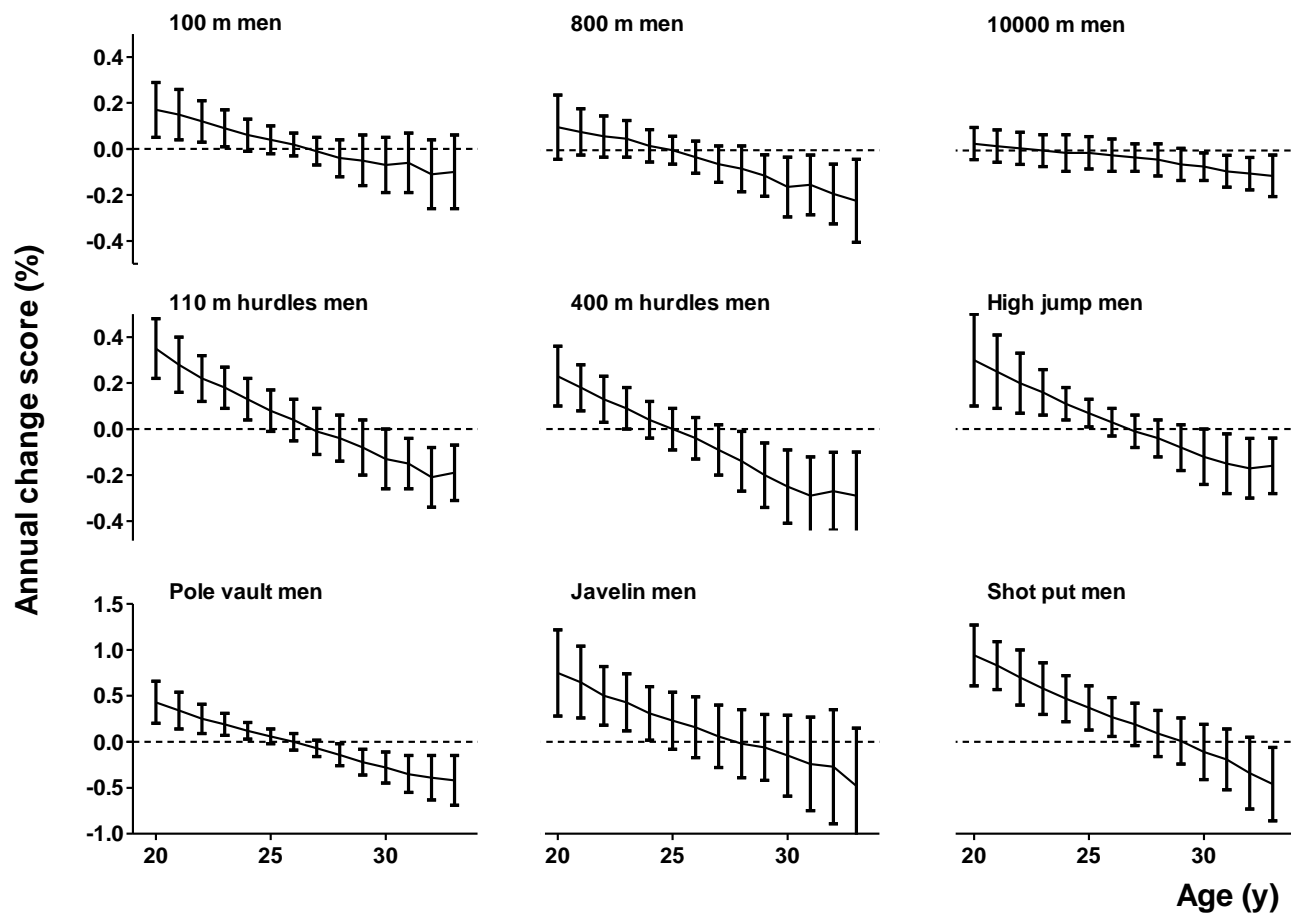 100 m men
800 m men
10000 m men
0.4
0.2
0.0
-0.2
-0.4
110 m hurdles men
400 m hurdles men
High jump men
0.4
0.2
0.0
-0.2
-0.4
Pole vault men
Javelin men
Shot put men
1.5
1.0
0.5
0.0
-0.5
-1.0
20 25 30
20 25 30
20 25 30
Annual change score (%)
Age (y)